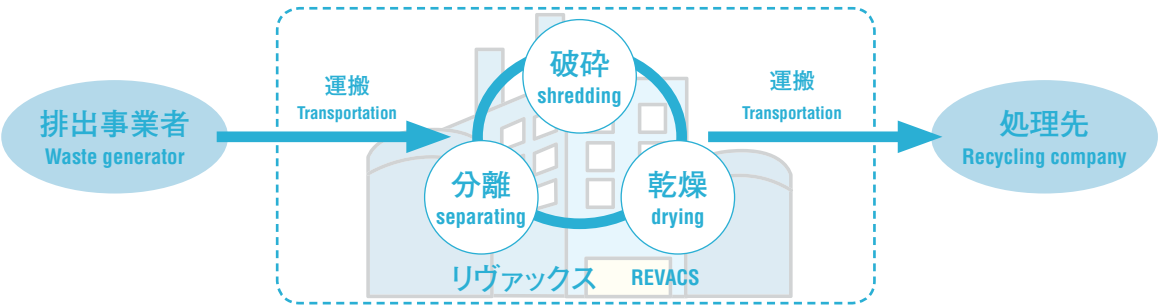 排出事業者
Waste generator
運搬
Transportation
破砕
shredding
分離
separating
乾燥
drying
リヴァックス REVACS
運搬
Transportation
処理先
Recycling company